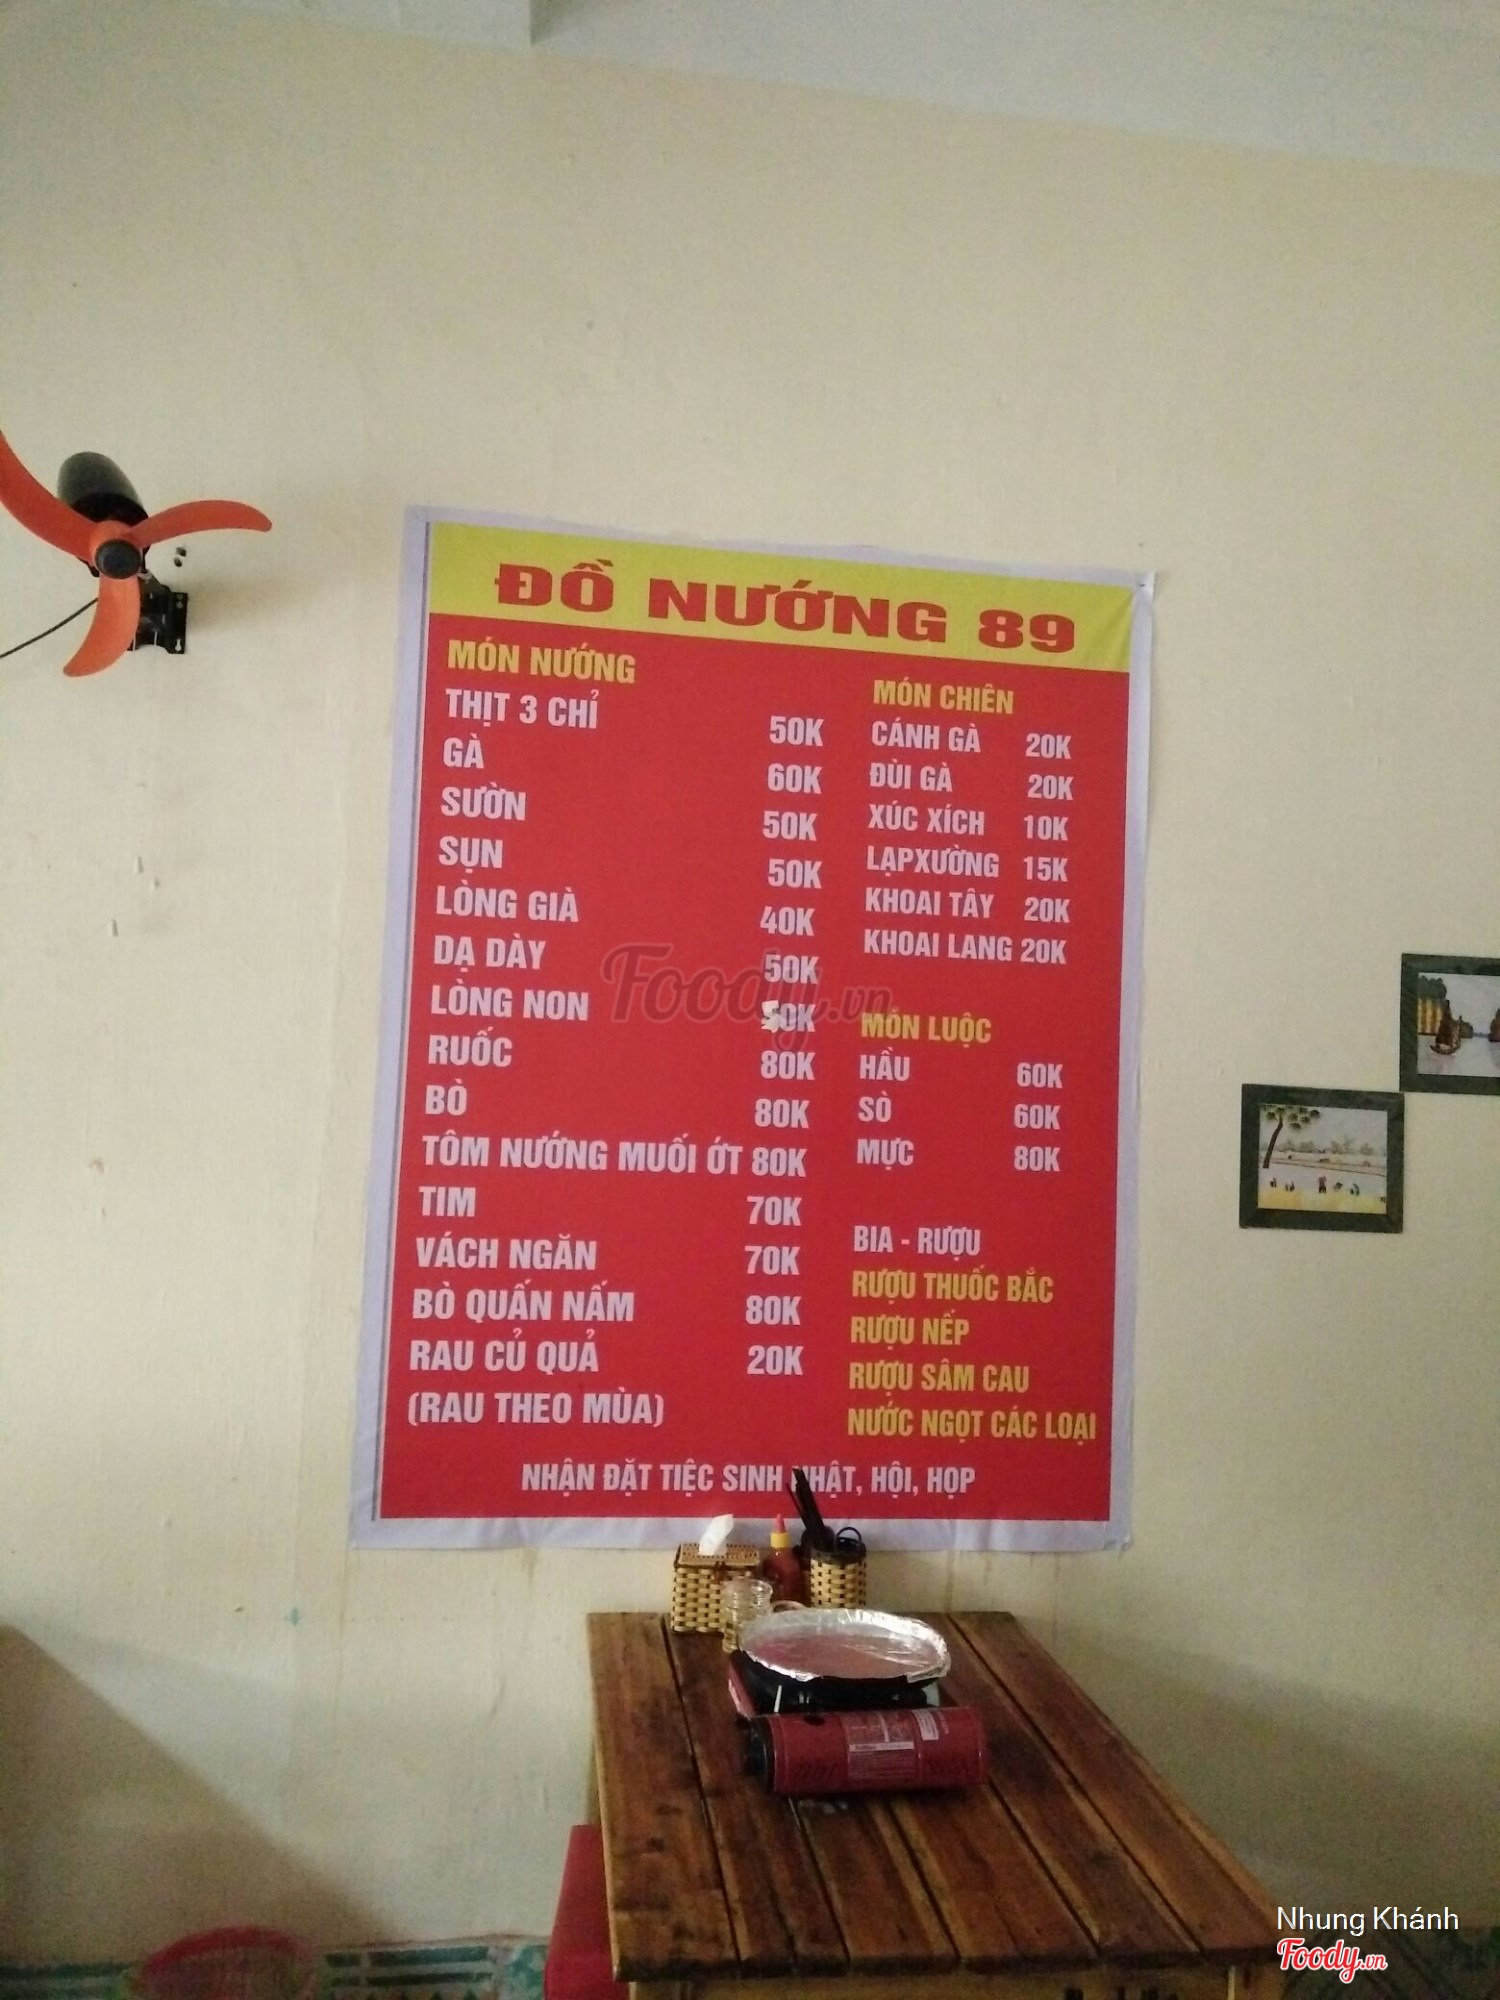 ĐỒ NƯỚNG 89
MÓN NƯỚNG
THỊT 3 CHỈ 50K
GÀ 60K
SƯỜN 50K
SỤN 50K
LÒNG GIÀ 40K
DẠ DÀY 50K
LÒNG NON
RUỐC 80K
BÒ 80K
TÔM NƯỚNG MUỐI ỚT 80K
TIM 70K
VÁCH NGĂN 70K
BÒ QUẤN NẤM 80K
RAU CỦ QUẢ 20K
(RAU THEO MÙA)
MÓN CHIÊN
CÁNH GÀ 20K
ĐÙI GÀ 20K
XÚC XÍCH 10K
LẠPXƯỜNG 15K
KHOAI TÂY 20K
KHOAI LANG 20K
MÓN LUỘC
HẦU 60K
SÒ 60K
MỰC 80K
BIA - RƯỢU
RƯỢU THUỐC BẮC
RƯỢU NẾP
RƯỢU SÂM CAU
NƯỚC NGỌT CÁC LOẠI
NHẬN ĐẶT TIỆC SINH NHẬT, HỘI, HỌP
Foody.vn
Nhung Khánh
Foody.vn